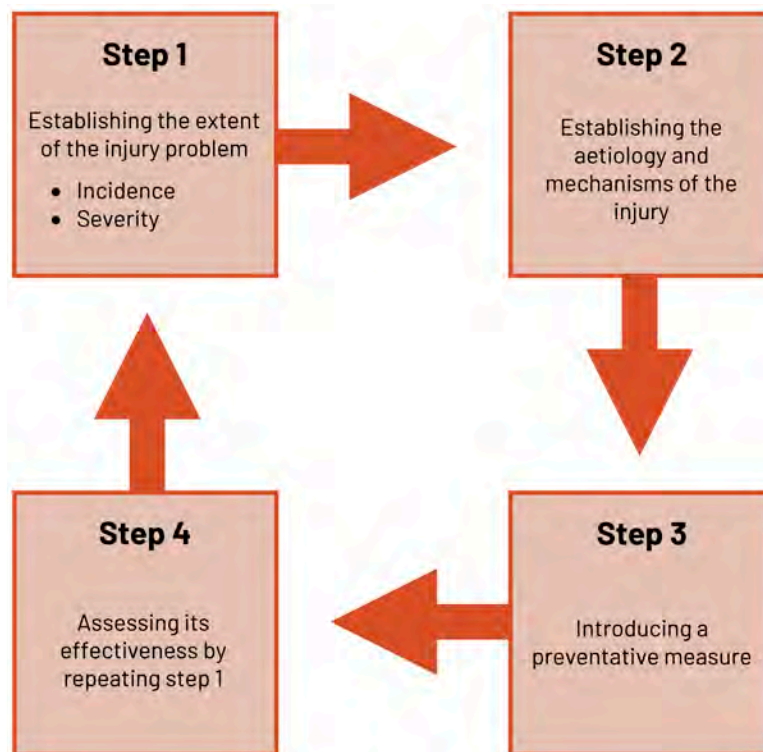 Step 1
Establishing the extent
of the injury problem
• Incidence
• Severity
Step 2
Establishing the
aetiology and
mechanisms of the
injury
Step 3
Introducing a
preventative measure
Step 4
Assessing its
effectiveness by
repeating step 1